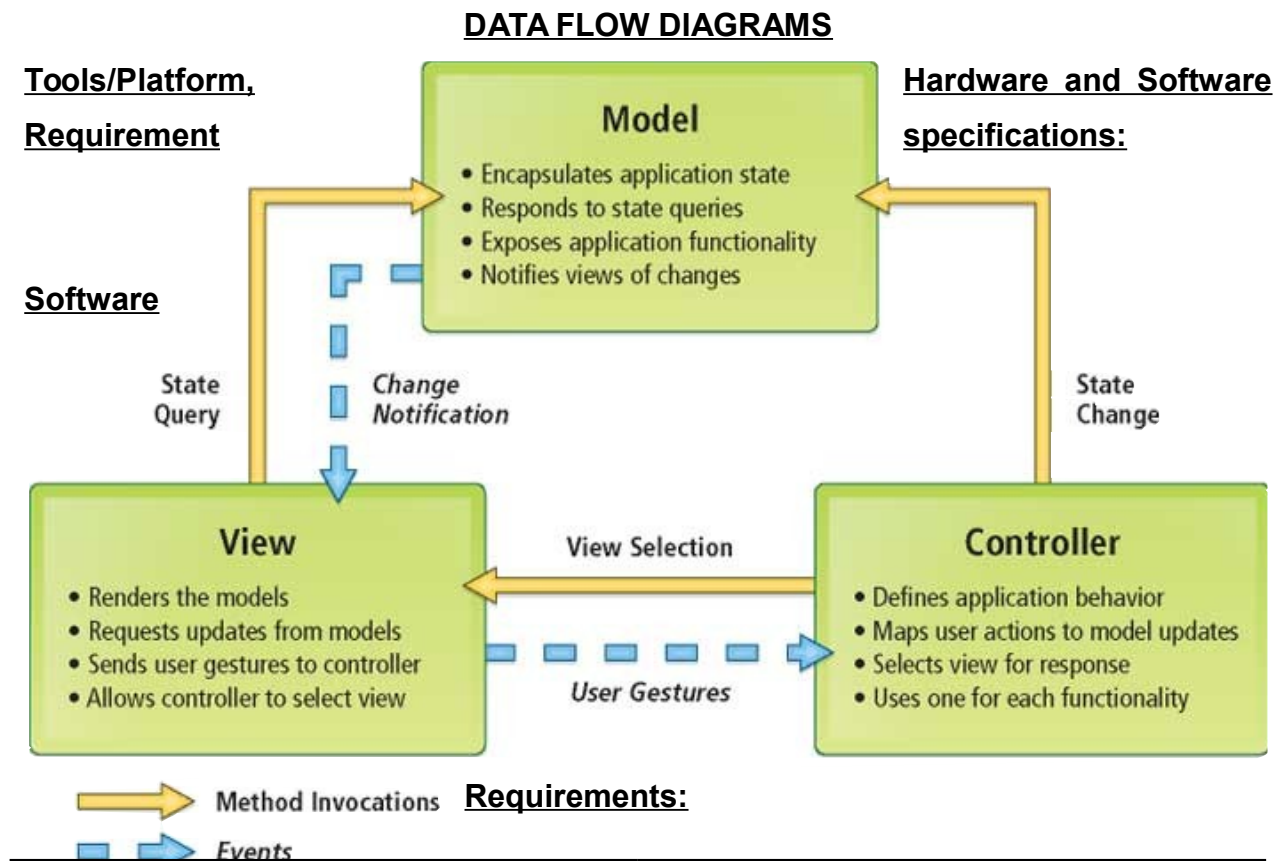 DATA FLOW DIAGRAMS
Tools/Platform,
Requirement
Hardware and Software
specifications:
Model
• Encapsulates application state
• Responds to state queries
• Exposes application functionality
• Notifies views of changes
Software
State
Query
Change
Notification
State
Change
View
• Renders the models
• Requests updates from models
• Sends user gestures to controller
• Allows controller to select view
View Selection
User Gestures
Controller
• Defines application behavior
• Maps user actions to model updates
• Selects view for response
• Uses one for each functionality
Method Invocations
Requirements:
Events